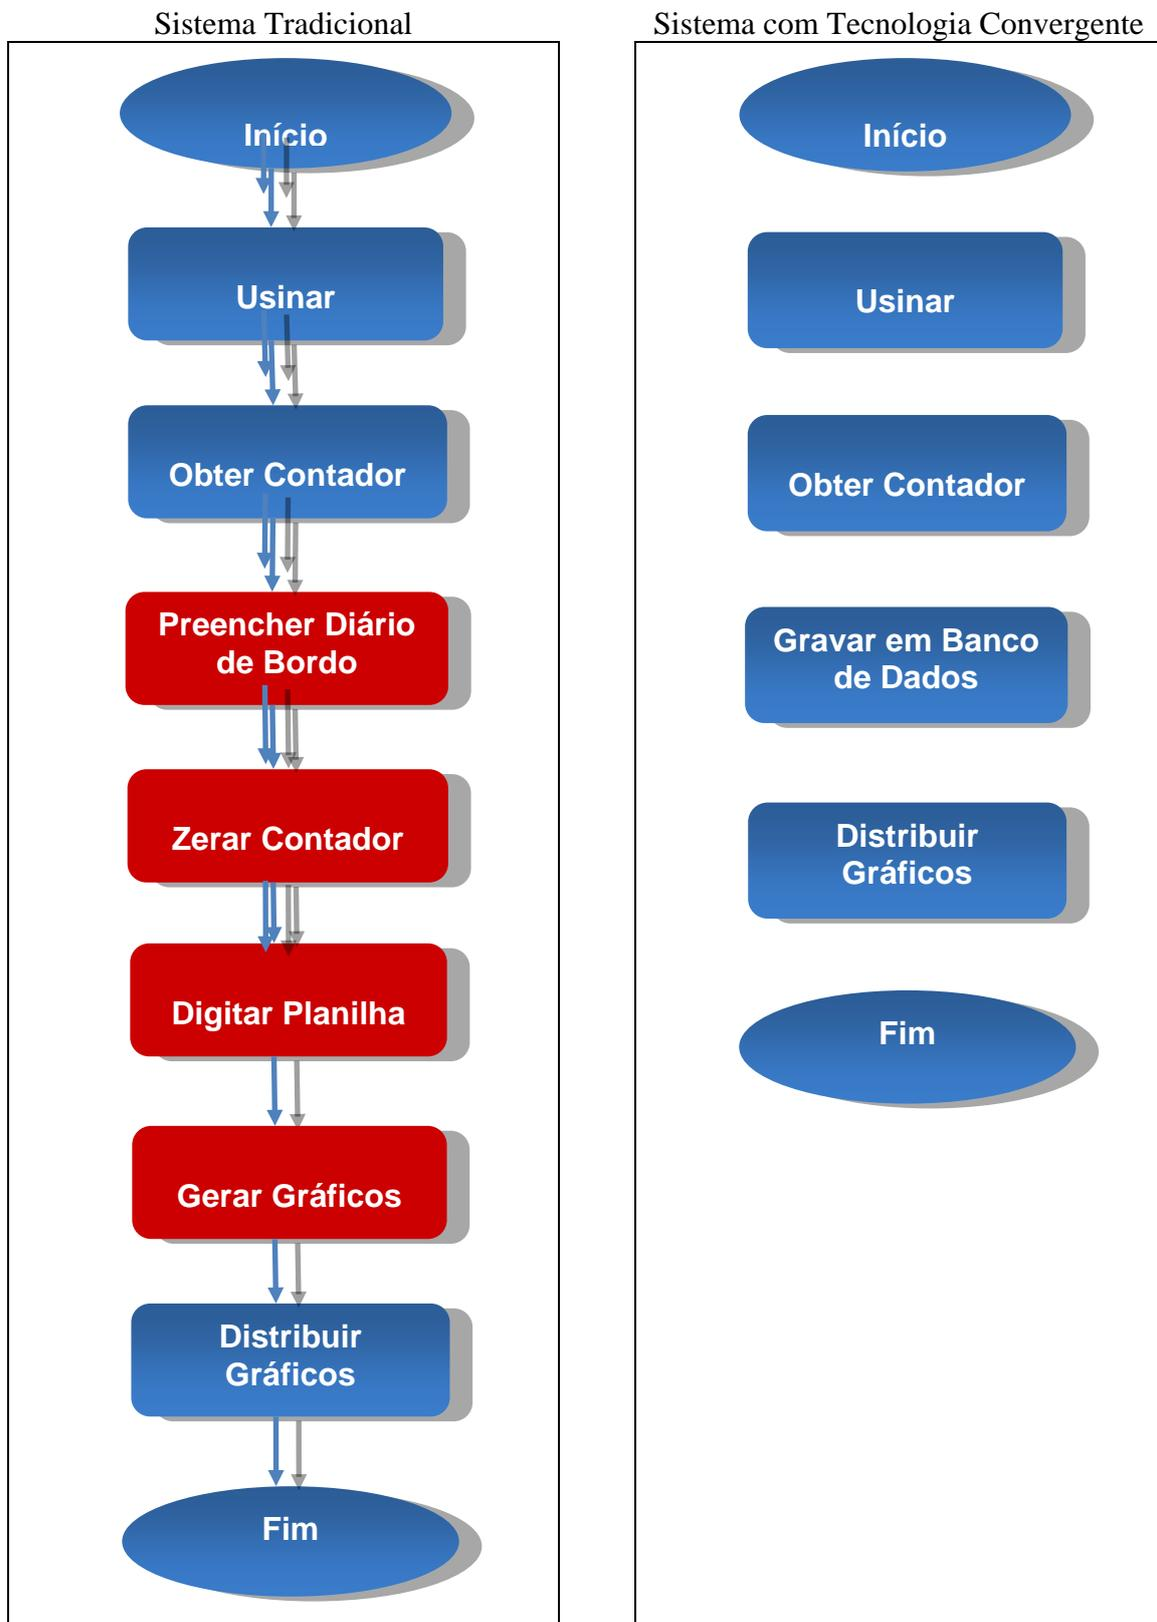 Sistema Tradicional
Início
Usinar
Obter Contador
Preencher Diário
de Bordo
Zerar Contador
Digitar Planilha
Gerar Gráficos
Distribuir
Gráficos
Fim
Sistema com Tecnologia Convergente
Início
Usinar
Obter Contador
Gravar em Banco
de Dados
Distribuir
Gráficos
Fim